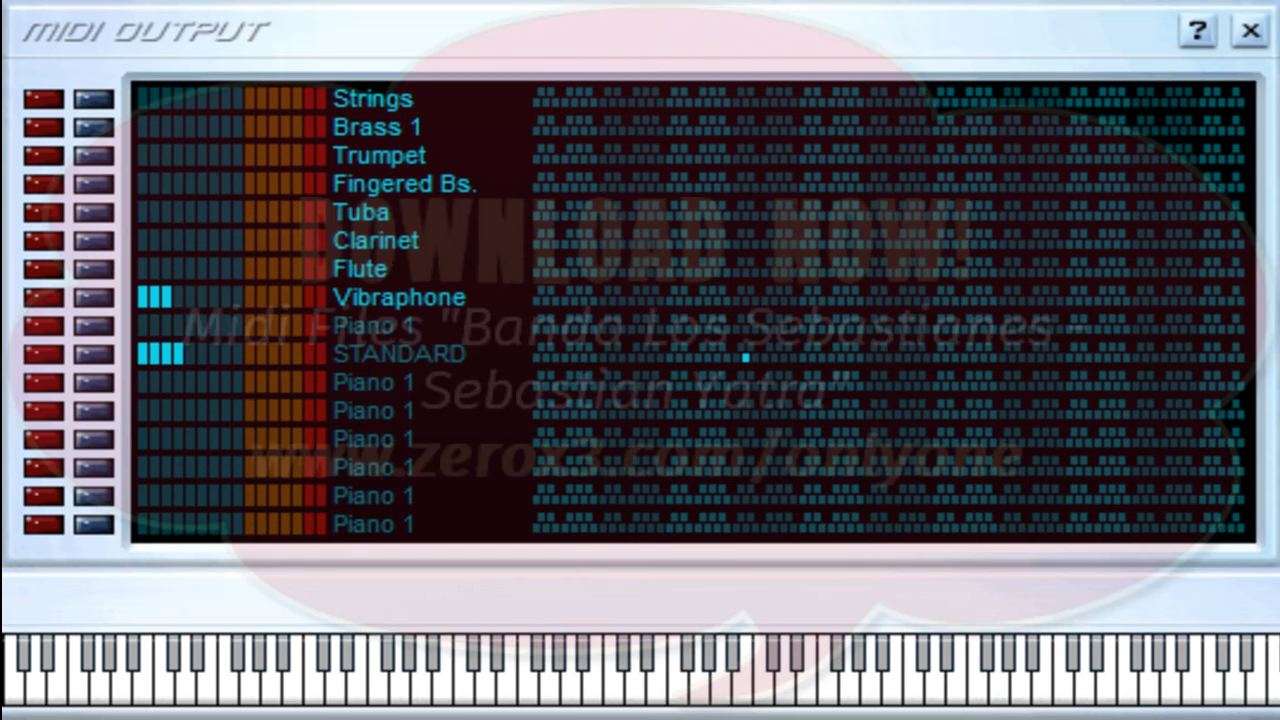 MIDI OUTPUT
?
×
Strings
Brass 1
Trumpet
Fingered Bs.
Tuba
Clarinet
Flute
Vibraphone
Piano 1
STANDARD
Piano 1
Piano 1
Piano 1
Piano 1
Piano 1
Piano 1
DOWNLOAD NOW!
Midi Files "Banda Los Sebastianes -
Sebastian Yatra"
www.zerox3.com/onlyone